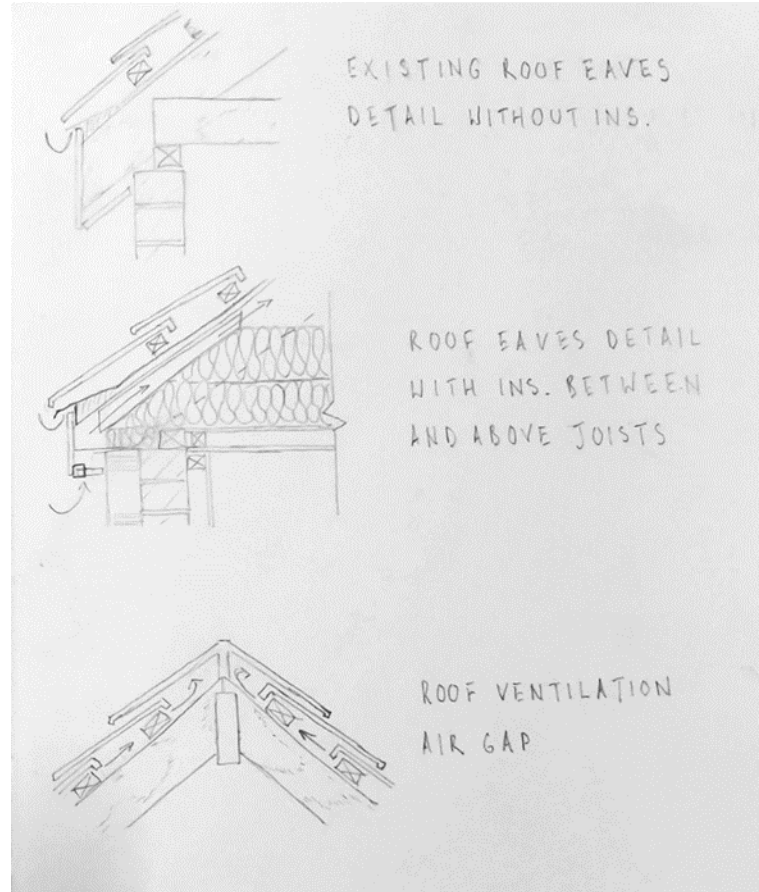 EXISTING ROOF EAVES
DETAIL WITHOUT INS.
ROOF EAVES DETAIL
WITH INS. BETWEEN
AND ABOVE JOISTS
ROOF VENTILATION
AIR GAP